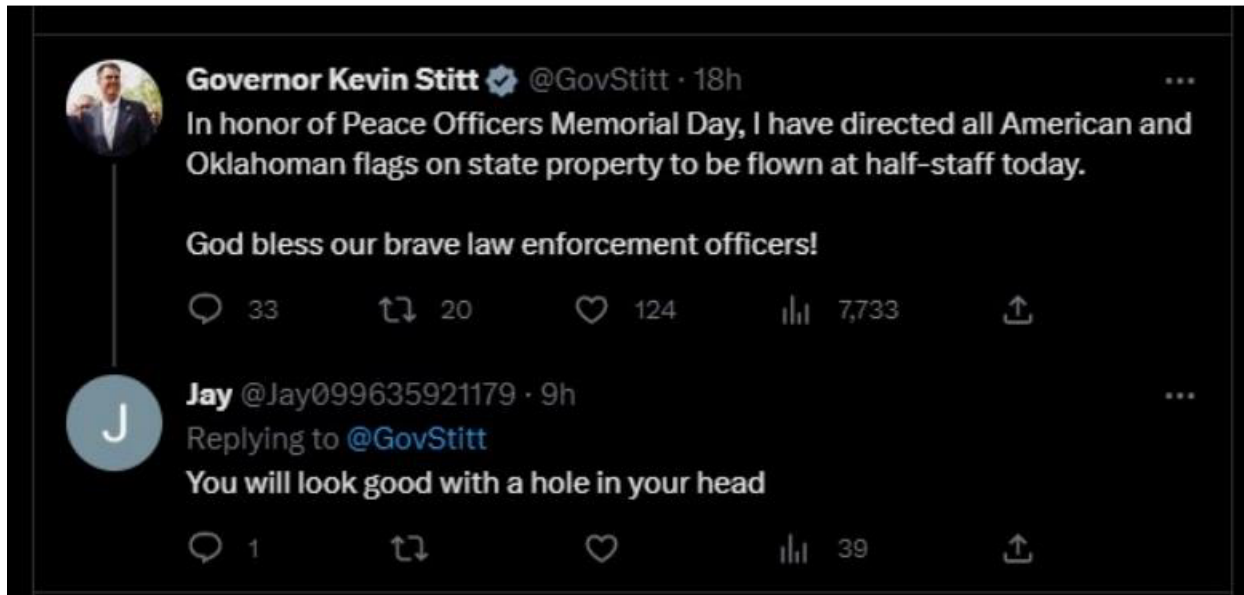 Governor Kevin Stitt @GovStitt · 18h
In honor of Peace Officers Memorial Day, I have directed all American and
Oklahoman flags on state property to be flown at half-staff today.
God bless our brave law enforcement officers!
33 20 124 7,733
Jay @Jay099635921179 · 9h
Replying to @GovStitt
You will look good with a hole in your head
1 39
J